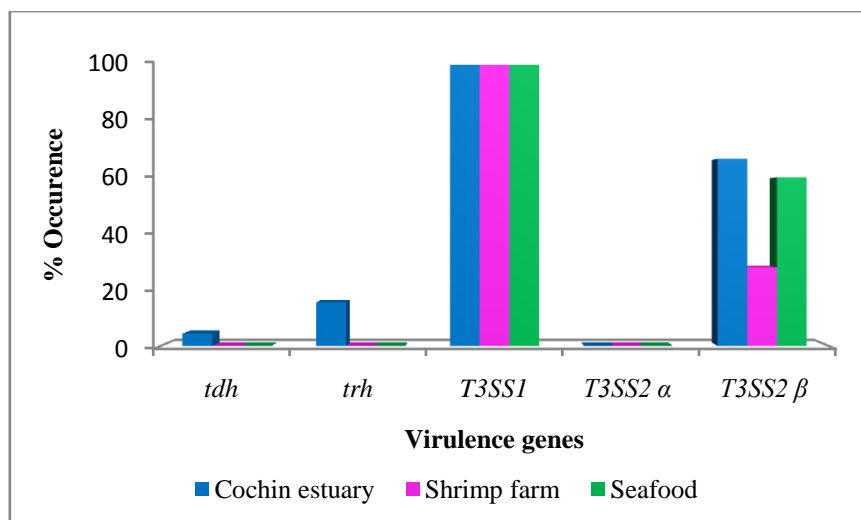 % Occurence
100
80
60
40
20
0
tdh trh T3SS1 T3SS2 α T3SS2 β
Virulence genes
Cochin estuary Shrimp farm Seafood